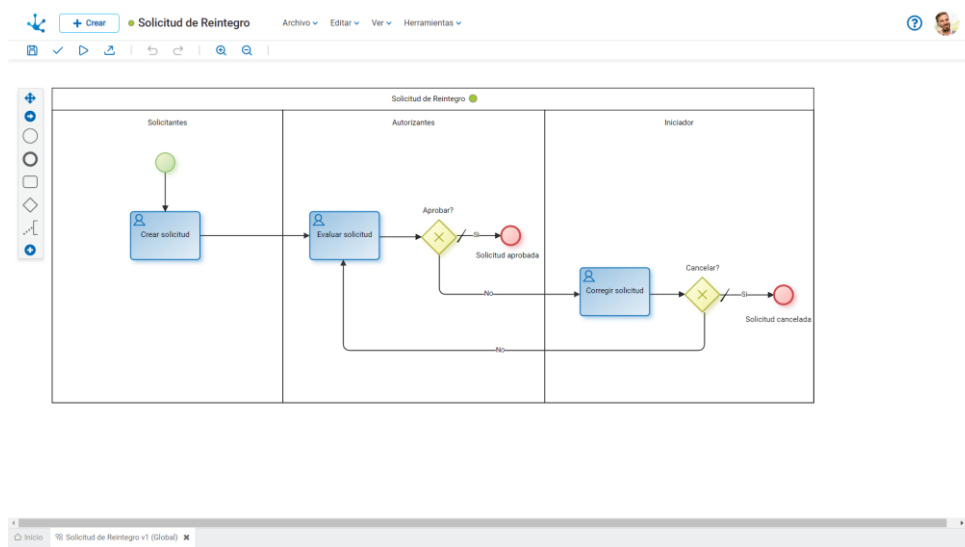 + Crear
Solicitud de Reintegro
Archivo
Editar
Ver
Herramientas
?
Solicitud de Reintegro
Solicitantes
Autorizantes
Iniciador
Crear solicitud
Evaluar solicitud
Aprobar?
Si
Solicitud aprobada
No
Corregir solicitud
Cancelar?
Si
Solicitud cancelada
No
Inicio
Solicitud de Reintegro v1 (Global)